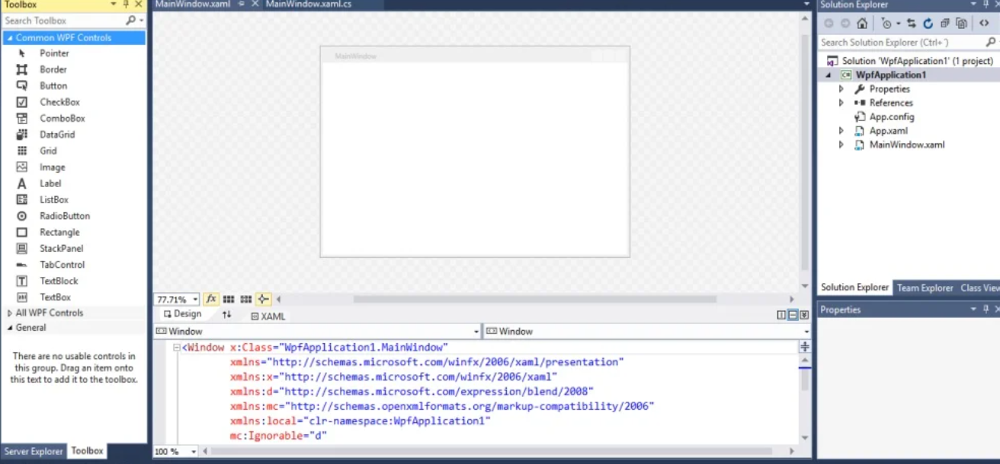 Toolbox
Search Toolbox
Common WPF Controls
Pointer
Border
Button
CheckBox
ComboBox
DataGrid
Grid
Image
Label
ListBox
RadioButton
Rectangle
StackPanel
TabControl
TextBlock
TextBox
All WPF Controls
General
There are no usable controls in
this group. Drag an item onto
this text to add it to the toolbox.
Server Explorer Toolbox
MainWindow.xaml MainWindow.xaml.cs
MainWindow
77.71%
Design XAML
Window Window
<Window x:Class="WpfApplication1.MainWindow"
xmlns="http://schemas.microsoft.com/winfx/2006/xaml/presentation"
xmlns:x="http://schemas.microsoft.com/winfx/2006/xaml"
xmlns:d="http://schemas.microsoft.com/expression/blend/2008"
xmlns:mc="http://schemas.openxmlformats.org/markup-compatibility/2006"
xmlns:local="clr-namespace:WpfApplication1"
mc:Ignorable="d"
100 %
Solution Explorer
Search Solution Explorer (Ctrl+`)
Solution 'WpfApplication1' (1 project)
WpfApplication1
Properties
References
App.config
App.xaml
MainWindow.xaml
Solution Explorer Team Explorer Class View
Properties